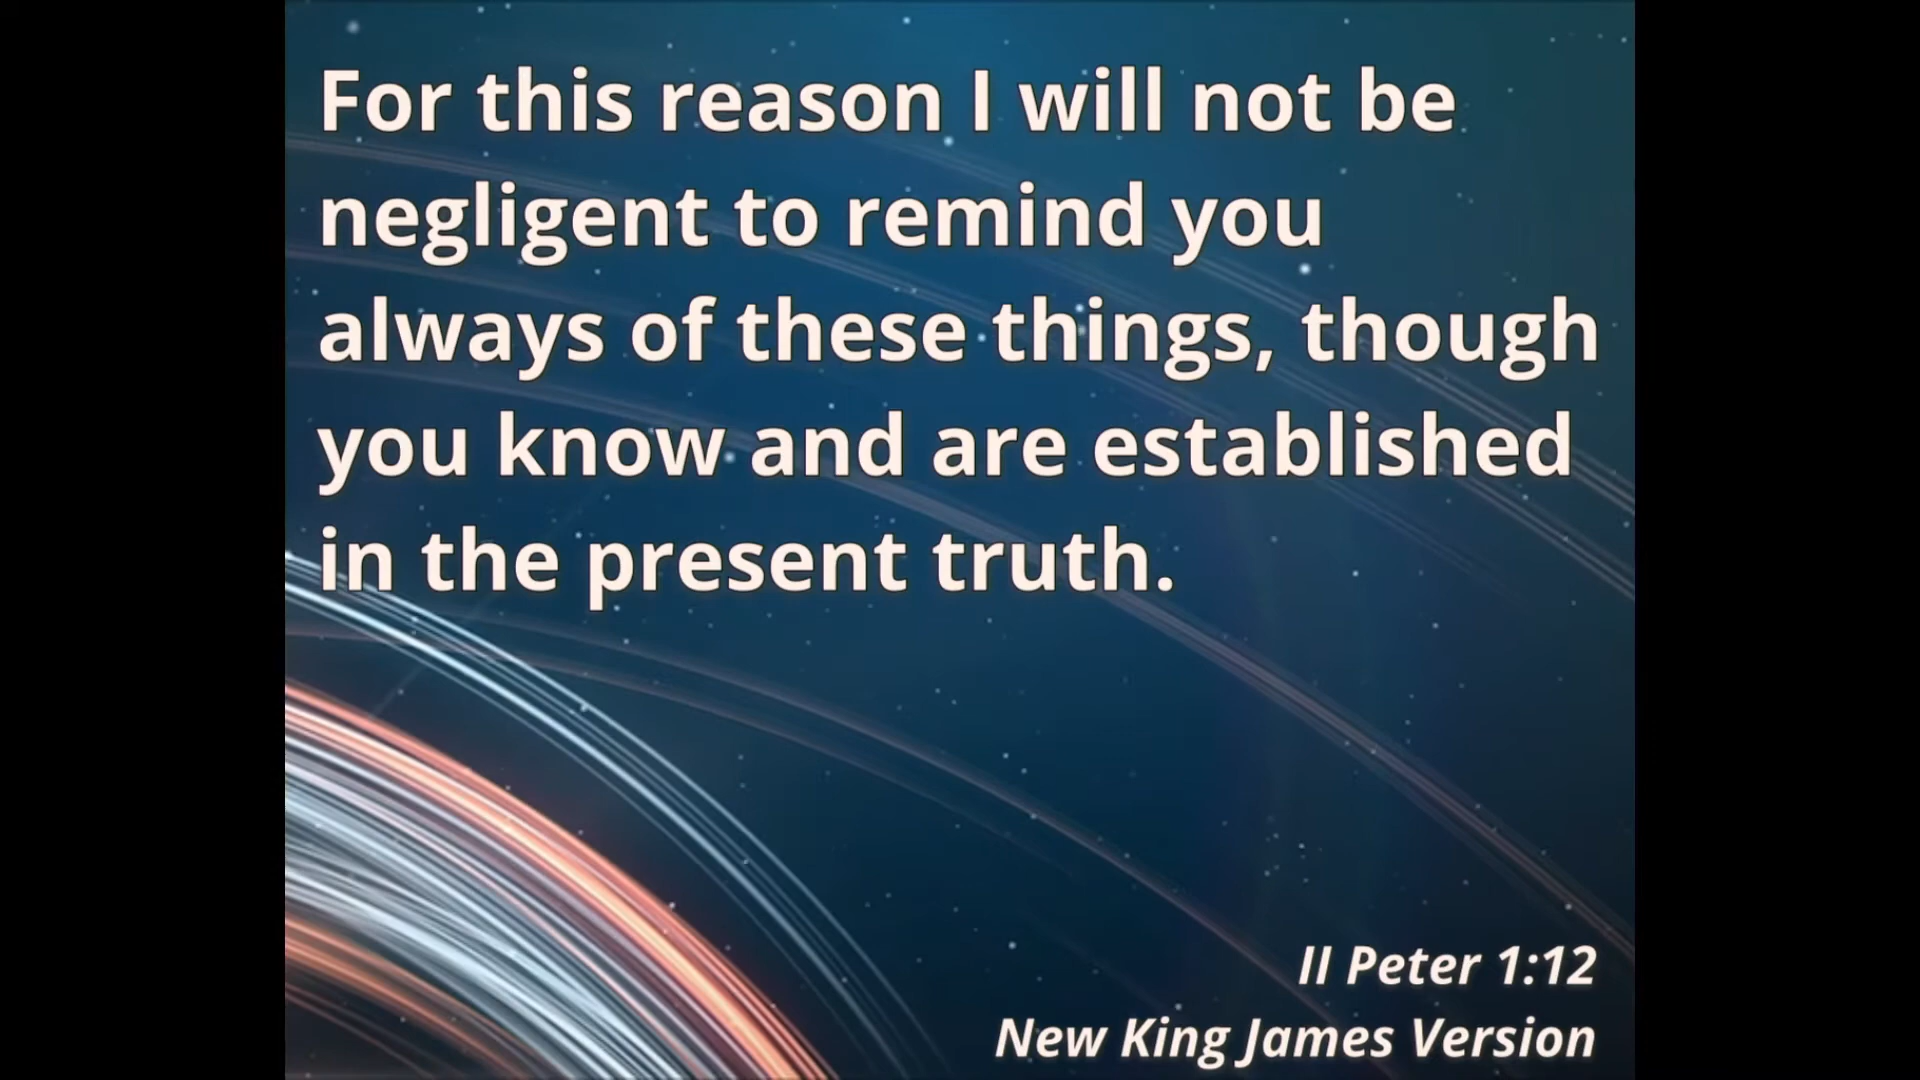 For this reason I will not be
negligent to remind you
always of these things, though
you know and are established
in the present truth.
II Peter 1:12
New King James Version